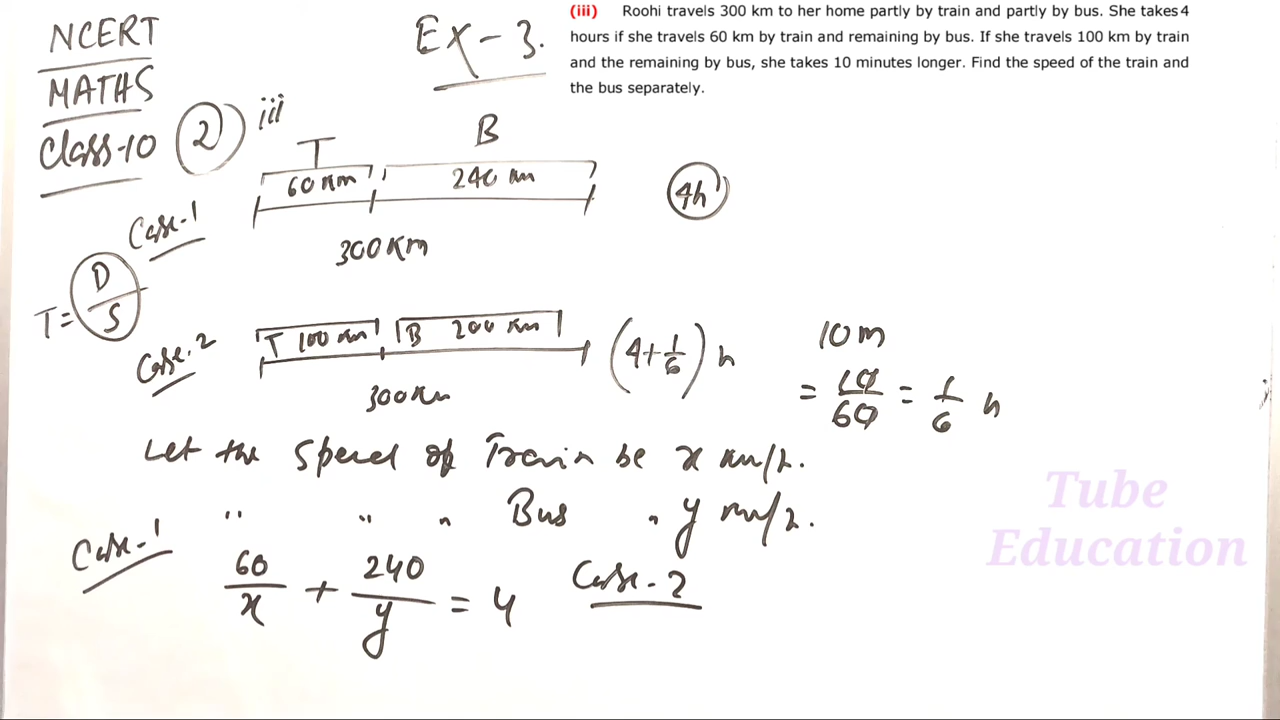 NCERT
MATHS
Class-10
2 iii
Ex-3.
(iii) Roohi travels 300 km to her home partly by train and partly by bus. She takes 4
hours if she travels 60 km by train and remaining by bus. If she travels 100 km by train
and the remaining by bus, she takes 10 minutes longer. Find the speed of the train and
the bus separately.
T B
Case-1 60 Km 240 km 4h
300 Km
T = D/S
Case-2 T 100 km B 200 Km (4+1/6) h
300 Km
10 m
= 10/60 = 1/6 h
Let the Speed of Train be x km/h.
" " " Bus " y km/h.
Case-1
60/x + 240/y = 4
Case-2
Tube
Education